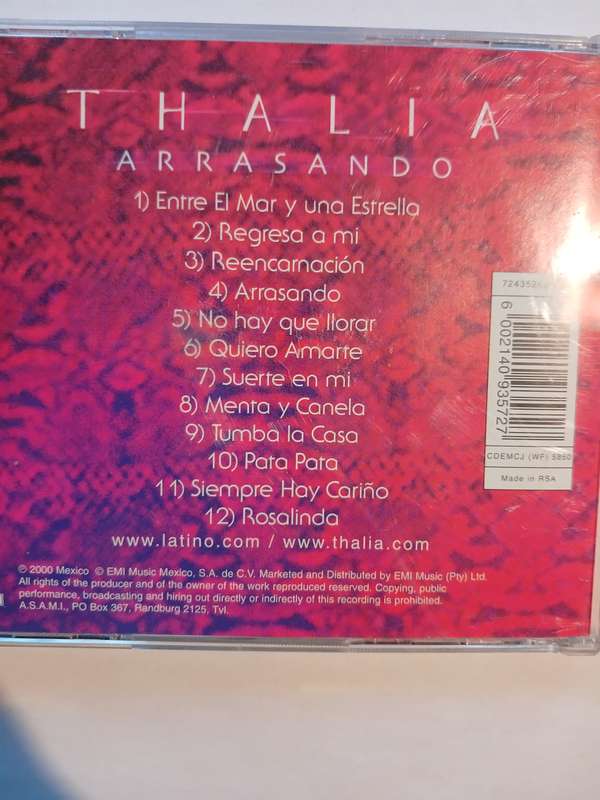 THALIA
ARRASANDO
1) Entre El Mar y una Estrella
2) Regresa a mi
3) Reencarnación
4) Arrasando
5) No hay que llorar
6) Quiero Amarte
7) Suerte en mi
8) Menta y Canela
9) Tumba la Casa
10) Pata Pata
11) Siempre Hay Cariño
12) Rosalinda
www.latino.com / www.thalia.com
℗ 2000 Mexico © EMI Music Mexico, S.A. de C.V. Marketed and Distributed by EMI Music (Pty) Ltd.
All rights of the producer and of the owner of the work reproduced reserved. Copying, public
performance, broadcasting and hiring out directly or indirectly of this recording is prohibited.
A.S.A.M.I., PO Box 367, Randburg 2125, Tvl.
6 002140 935727
CDEMCJ (WF) 5850
Made in RSA